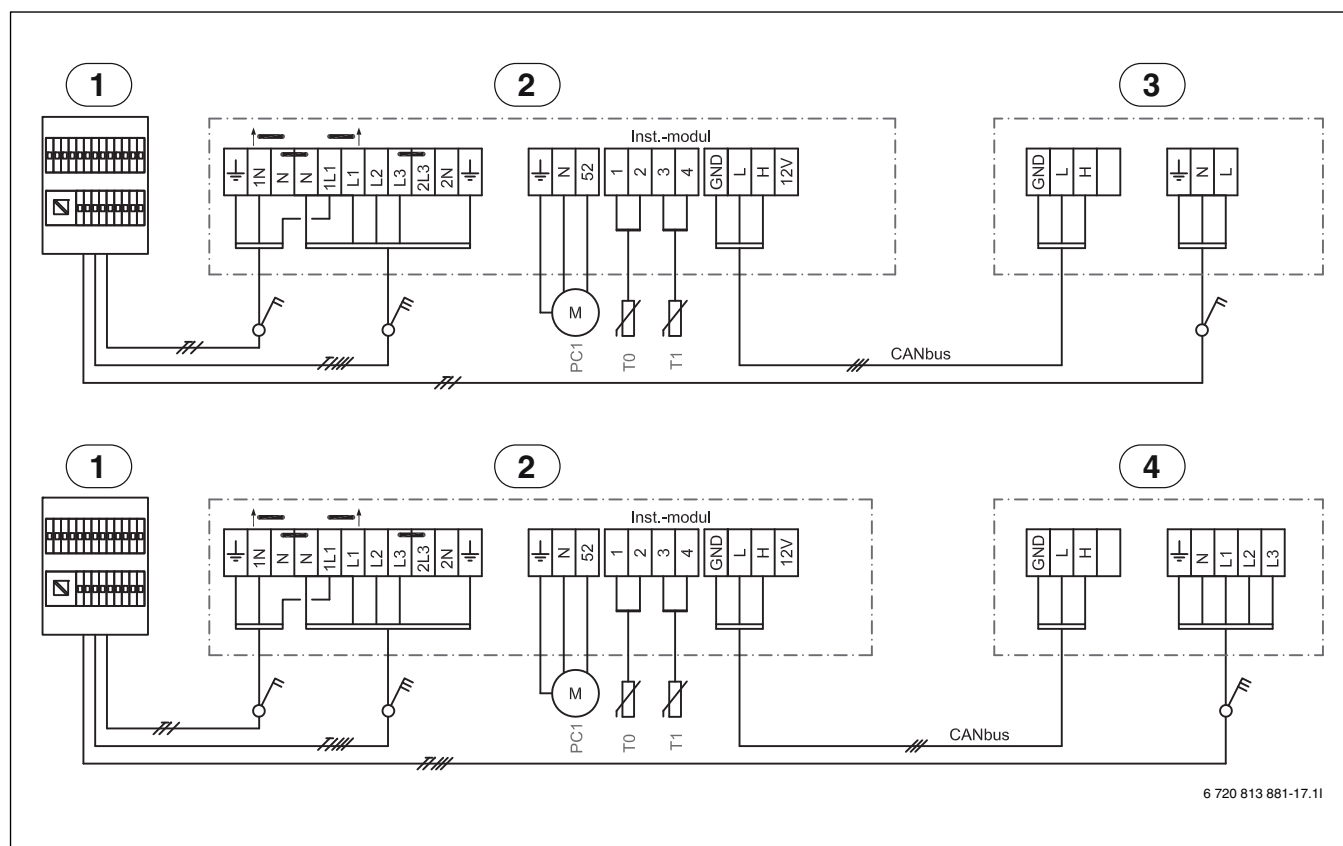 1
2
3
Inst.-modul
1N N N 1L1 L1 L2 L3 2L3 2N
N 52
1 2 3 4
GND L H 12V
GND L H
N L
M
PC1
T0
T1
CANbus
1
2
4
Inst.-modul
1N N N 1L1 L1 L2 L3 2L3 2N
N 52
1 2 3 4
GND L H 12V
GND L H
N L1 L2 L3
M
PC1
T0
T1
CANbus
6 720 813 881-17.1I